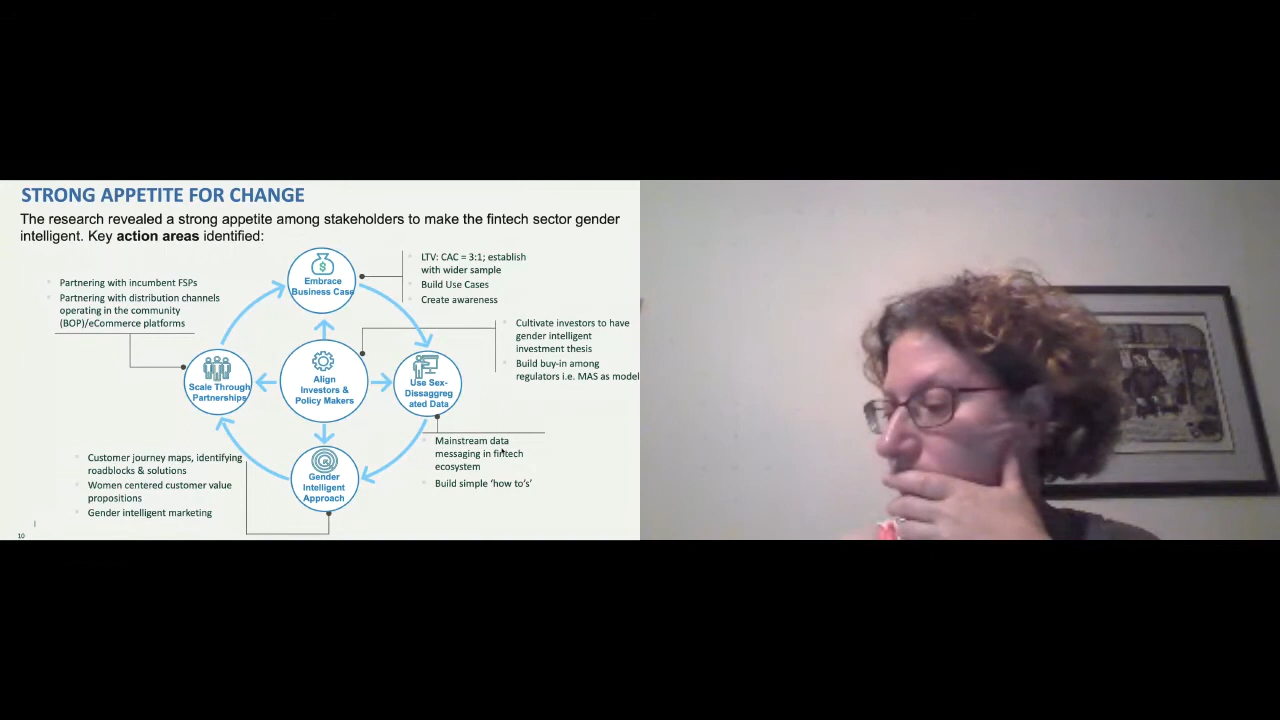 STRONG APPETITE FOR CHANGE
The research revealed a strong appetite among stakeholders to make the fintech sector gender
intelligent. Key action areas identified:
Embrace
Business Case
LTV: CAC = 3:1; establish
with wider sample
Build Use Cases
Create awareness
Partnering with incumbent FSPs
Partnering with distribution channels
operating in the community
(BOP)/eCommerce platforms
Cultivate investors to have
gender intelligent
investment thesis
Build buy-in among
regulators i.e. MAS as model
Scale Through
Partnerships
Align
Investors &
Policy Makers
Use Sex-
Dissaggreg
ated Data
Mainstream data
messaging in fintech
ecosystem
Build simple ‘how to’s’
Customer journey maps, identifying
roadblocks & solutions
Women centered customer value
propositions
Gender intelligent marketing
Gender
Intelligent
Approach
10